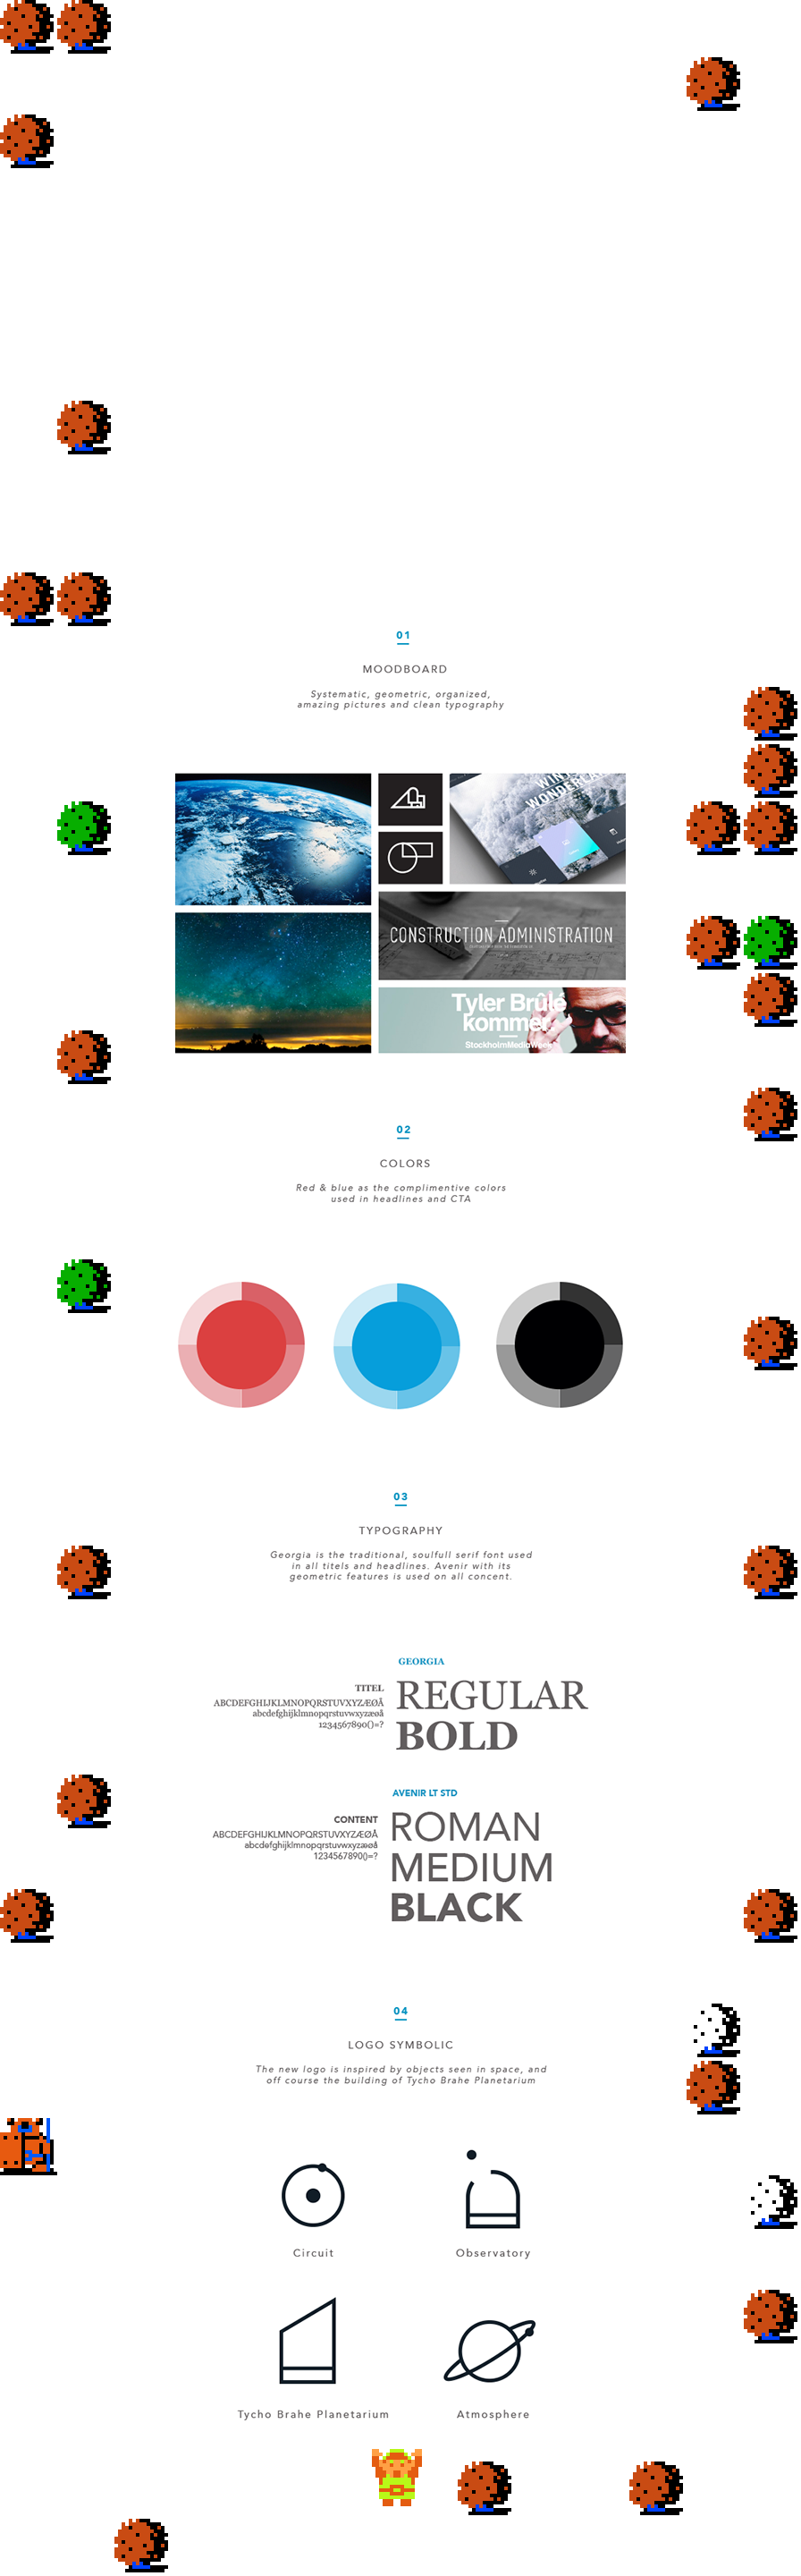 01
MOODBOARD
Systematic, geometric, organized,
amazing pictures and clean typography
WONDERLAND
CONSTRUCTION ADMINISTRATION
Tyler Brûlé
kommer
StockholmMediaWeek
02
COLORS
Red & blue as the complimentive colors
used in headlines and CTA
03
TYPOGRAPHY
Georgia is the traditional, soulfull serif font used
in all titels and headlines. Avenir with its
geometric features is used on all concent.
GEORGIA
TITEL
ABCDEFGHIJKLMNOPQRSTUVXYZÆØÅ
abcdefghijklmnopqrstuvwxyzæøå
1234567890()=?
REGULAR
BOLD
AVENIR LT STD
CONTENT
ABCDEFGHIJKLMNOPQRSTUVXYZÆØÅ
abcdefghijklmnopqrstuvwxyzæøå
1234567890()=?
ROMAN
MEDIUM
BLACK
04
LOGO SYMBOLIC
The new logo is inspired by objects seen in space, and
off course the building of Tycho Brahe Planetarium
Circuit
Observatory
Tycho Brahe Planetarium
Atmosphere